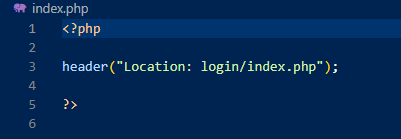 index.php
1 <?php
2
3 header("Location: login/index.php");
4
5 ?>
6